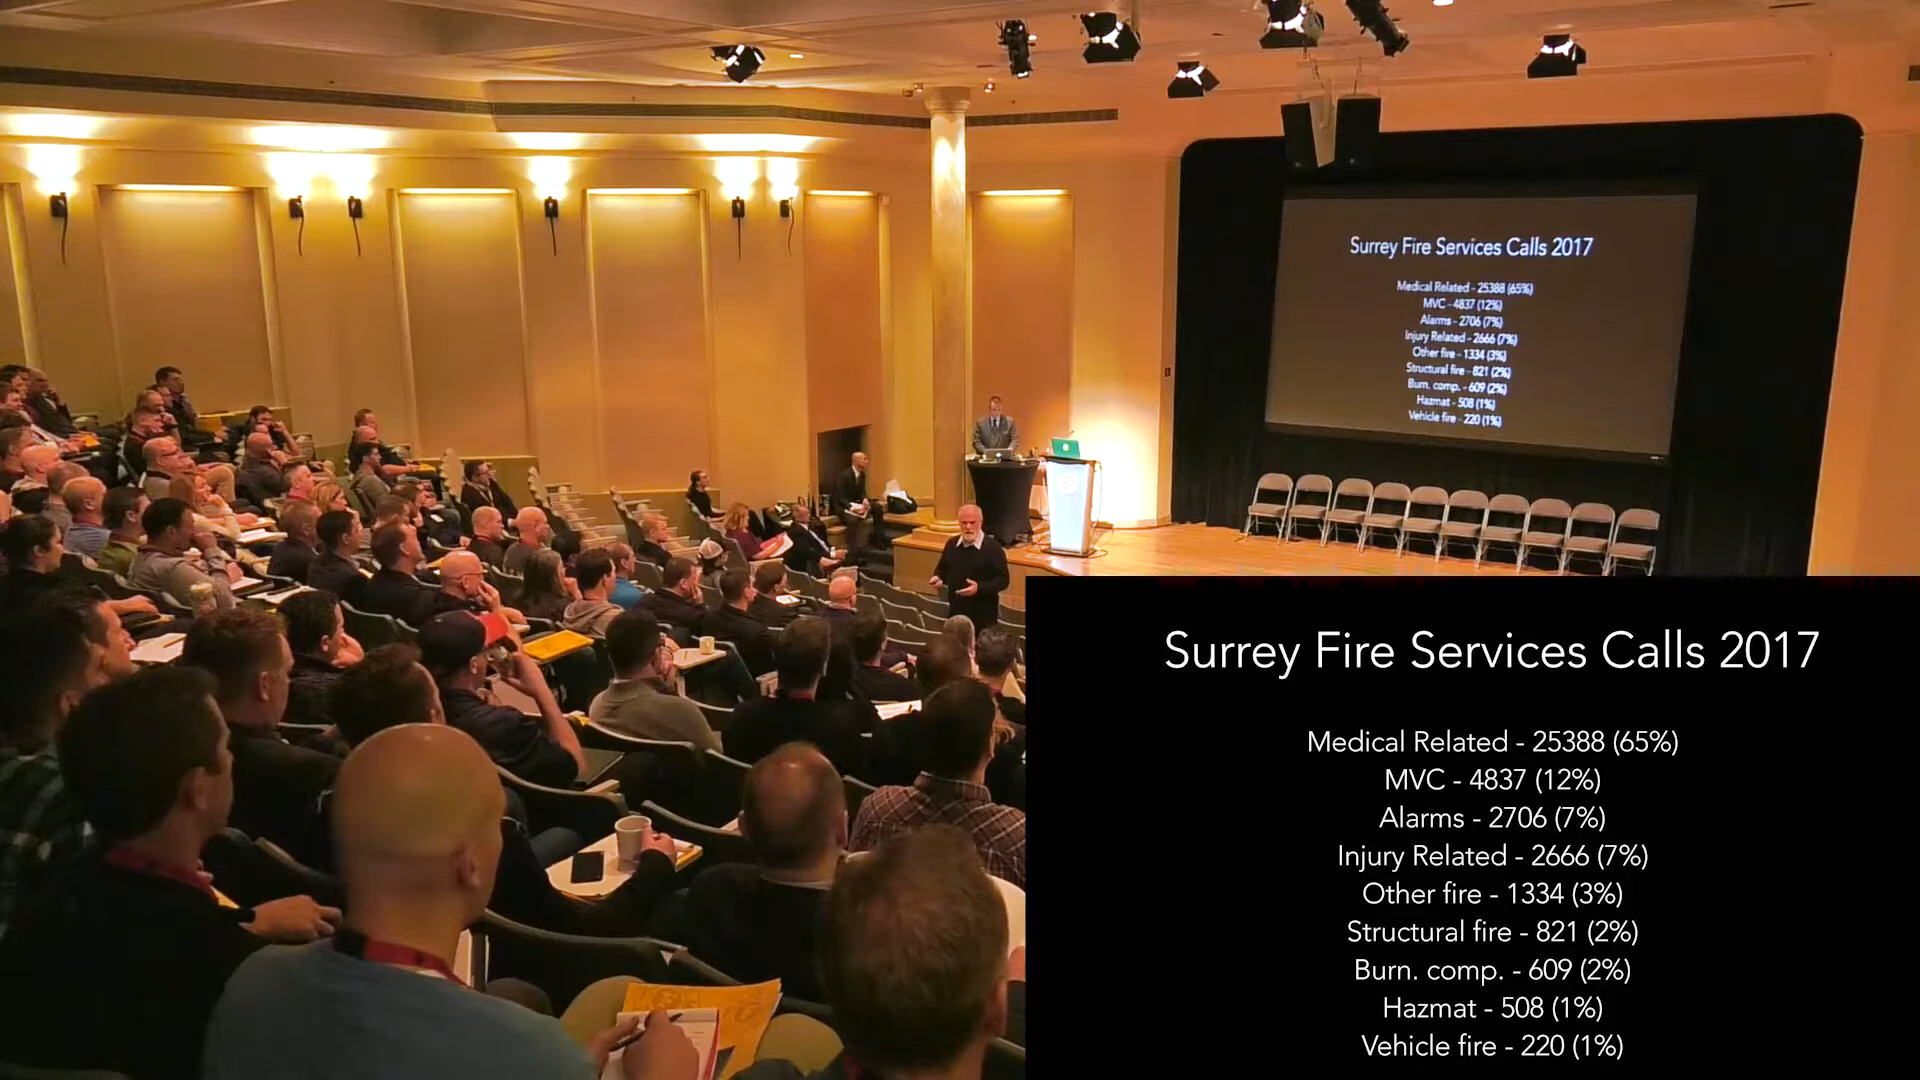 Surrey Fire Services Calls 2017
Medical Related - 25388 (65%)
MVC - 4837 (12%)
Alarms - 2706 (7%)
Injury Related - 2666 (7%)
Other fire - 1334 (3%)
Structural fire - 821 (2%)
Burn. comp. - 609 (2%)
Hazmat - 508 (1%)
Vehicle fire - 220 (1%)
Surrey Fire Services Calls 2017
Medical Related - 25388 (65%)
MVC - 4837 (12%)
Alarms - 2706 (7%)
Injury Related - 2666 (7%)
Other fire - 1334 (3%)
Structural fire - 821 (2%)
Burn. comp. - 609 (2%)
Hazmat - 508 (1%)
Vehicle fire - 220 (1%)